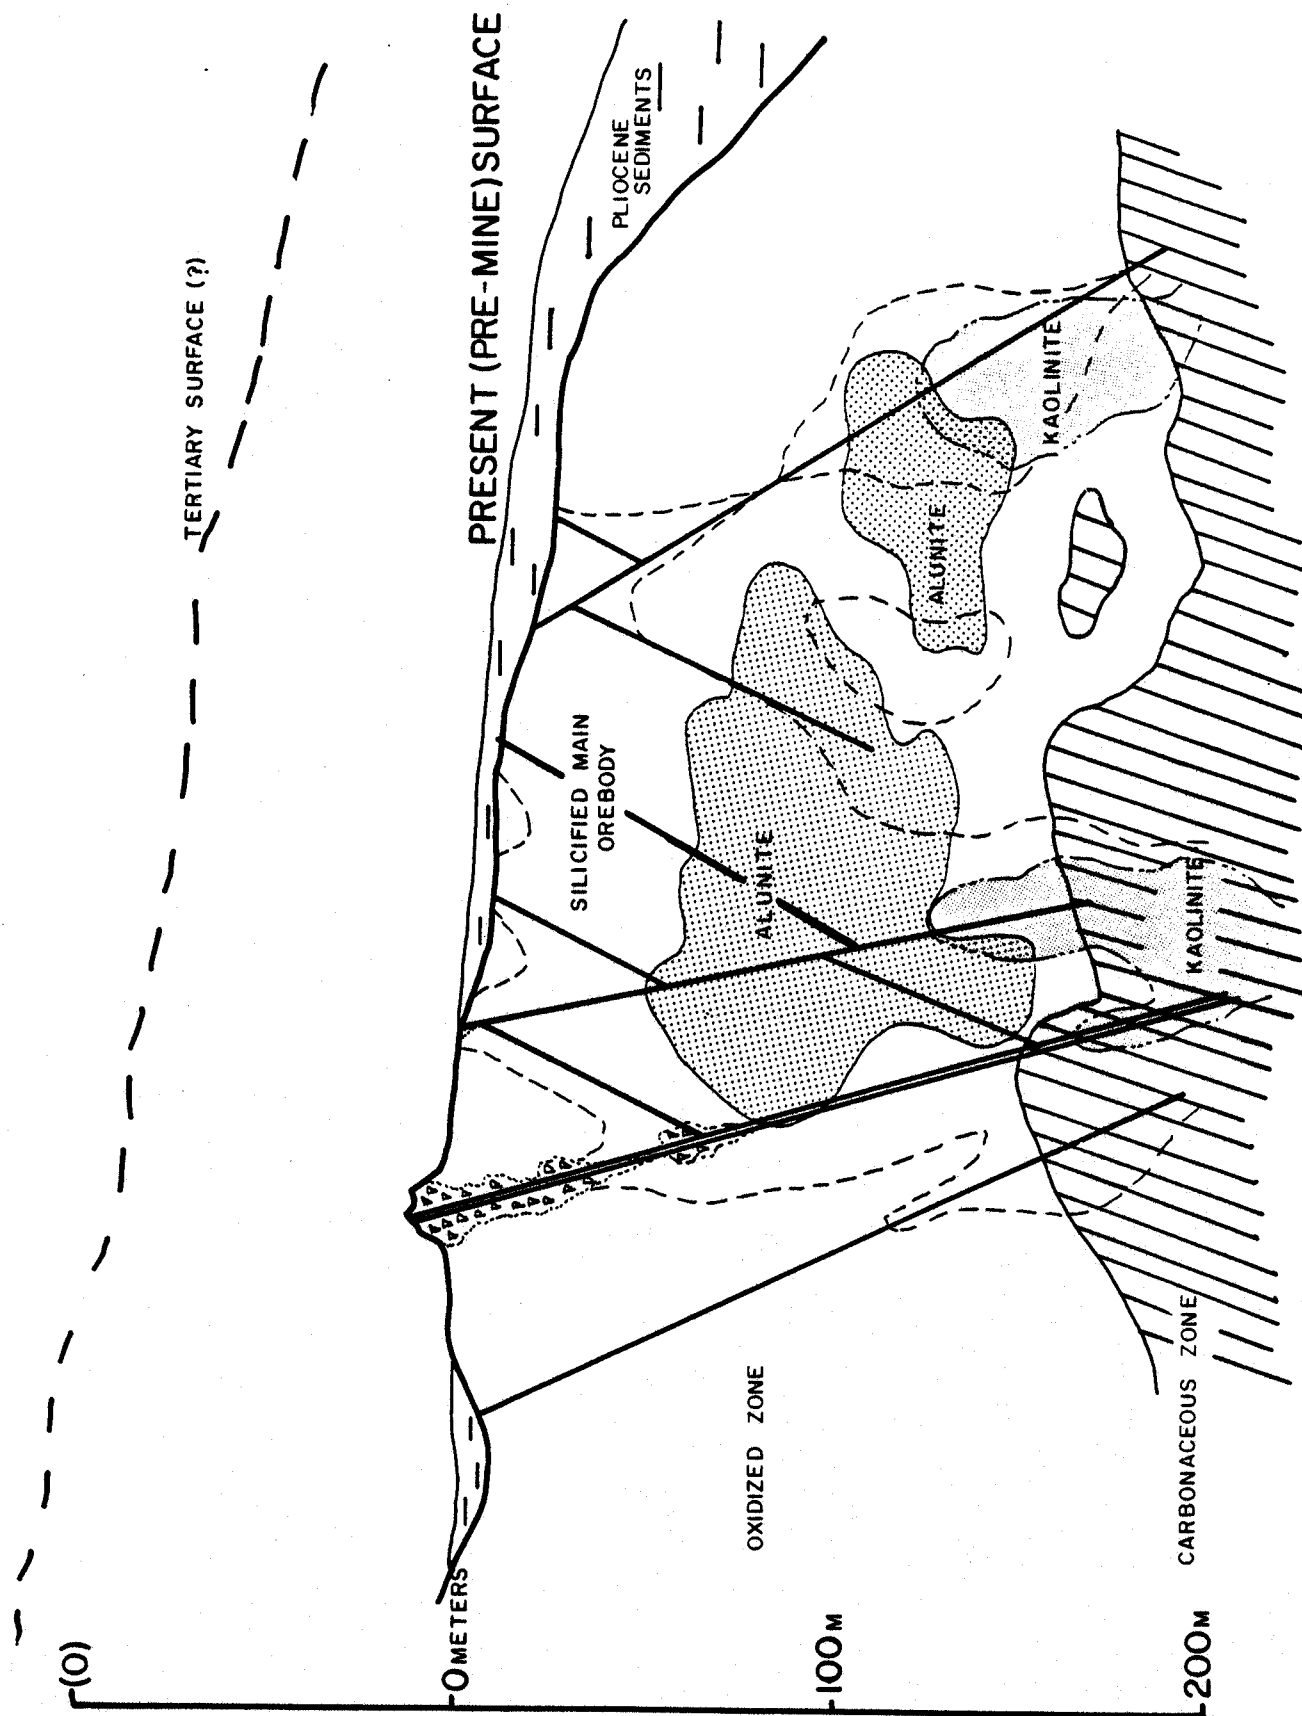 (0)
TERTIARY SURFACE (?)
PRESENT (PRE-MINE) SURFACE
0 METERS
PLIOCENE
SEDIMENTS
SILICIFIED MAIN
OREBODY
ALUNITE
OXIDIZED ZONE
100M
ALUNITE
KAOLINITE
KAOLINITE
CARBONACEOUS ZONE
200M